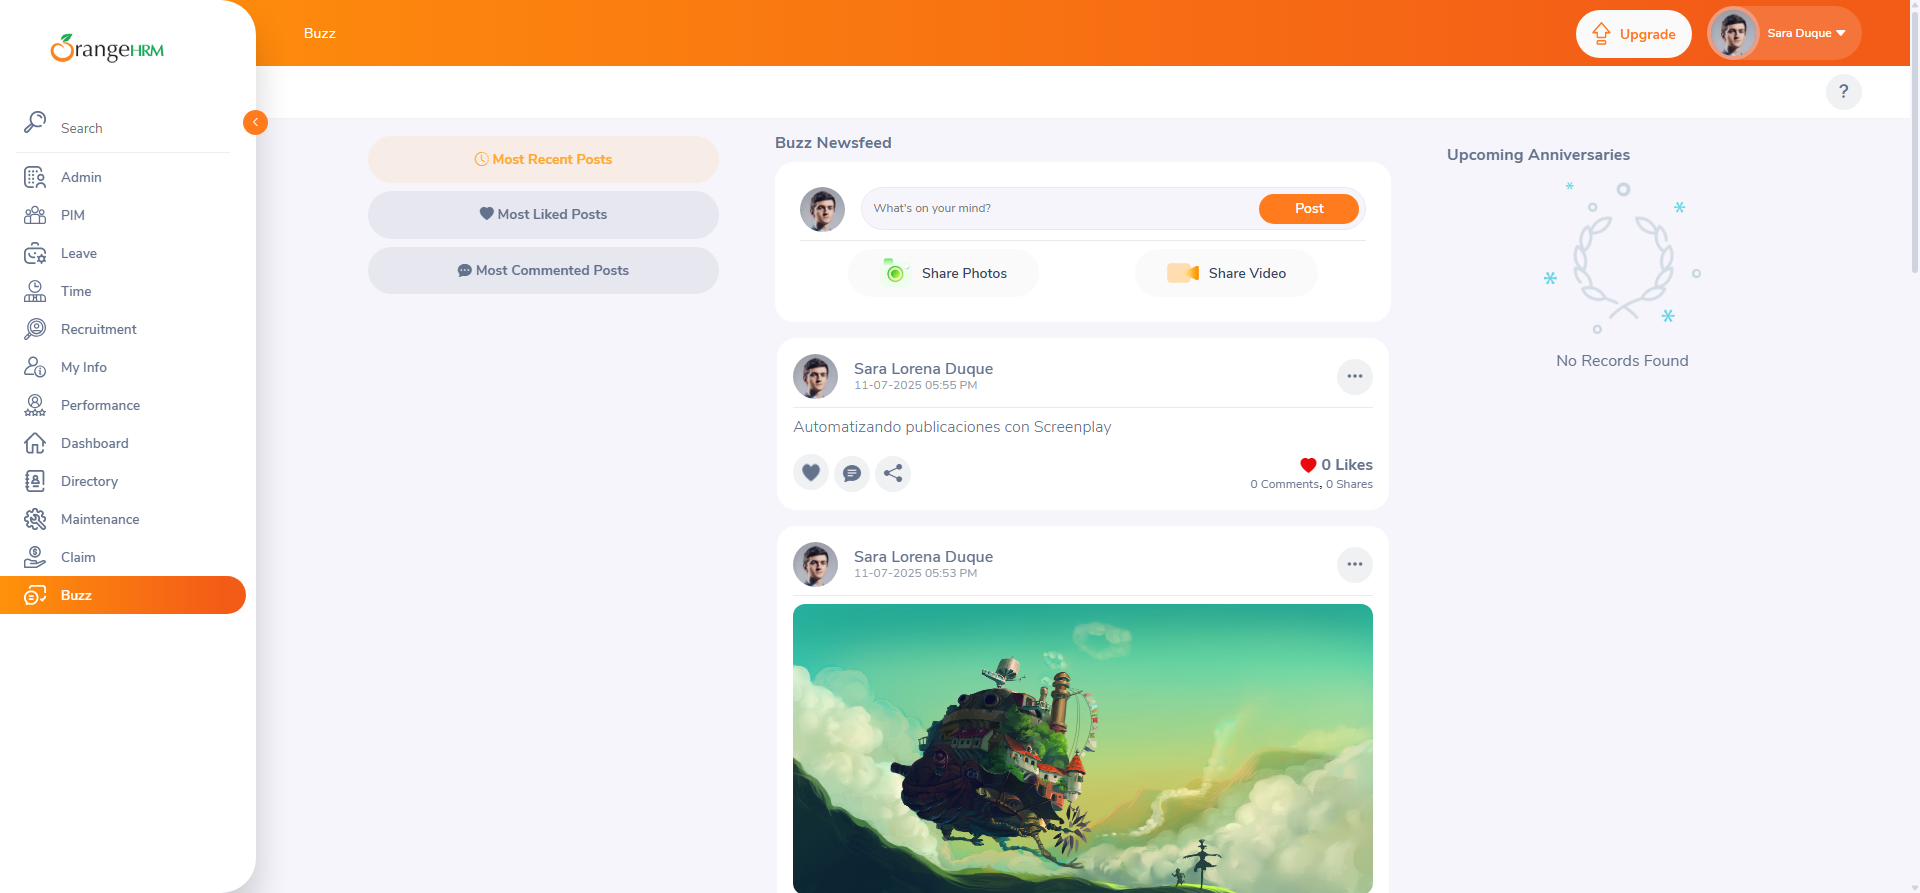 OrangeHRM
Search
Admin
PIM
Leave
Time
Recruitment
My Info
Performance
Dashboard
Directory
Maintenance
Claim
Buzz
Buzz
Upgrade
Sara Duque
?
Most Recent Posts
Most Liked Posts
Most Commented Posts
Buzz Newsfeed
What's on your mind?
Post
Share Photos
Share Video
Sara Lorena Duque
11-07-2025 05:55 PM
Automatizando publicaciones con Screenplay
0 Likes
0 Comments, 0 Shares
Sara Lorena Duque
11-07-2025 05:53 PM
Upcoming Anniversaries
No Records Found